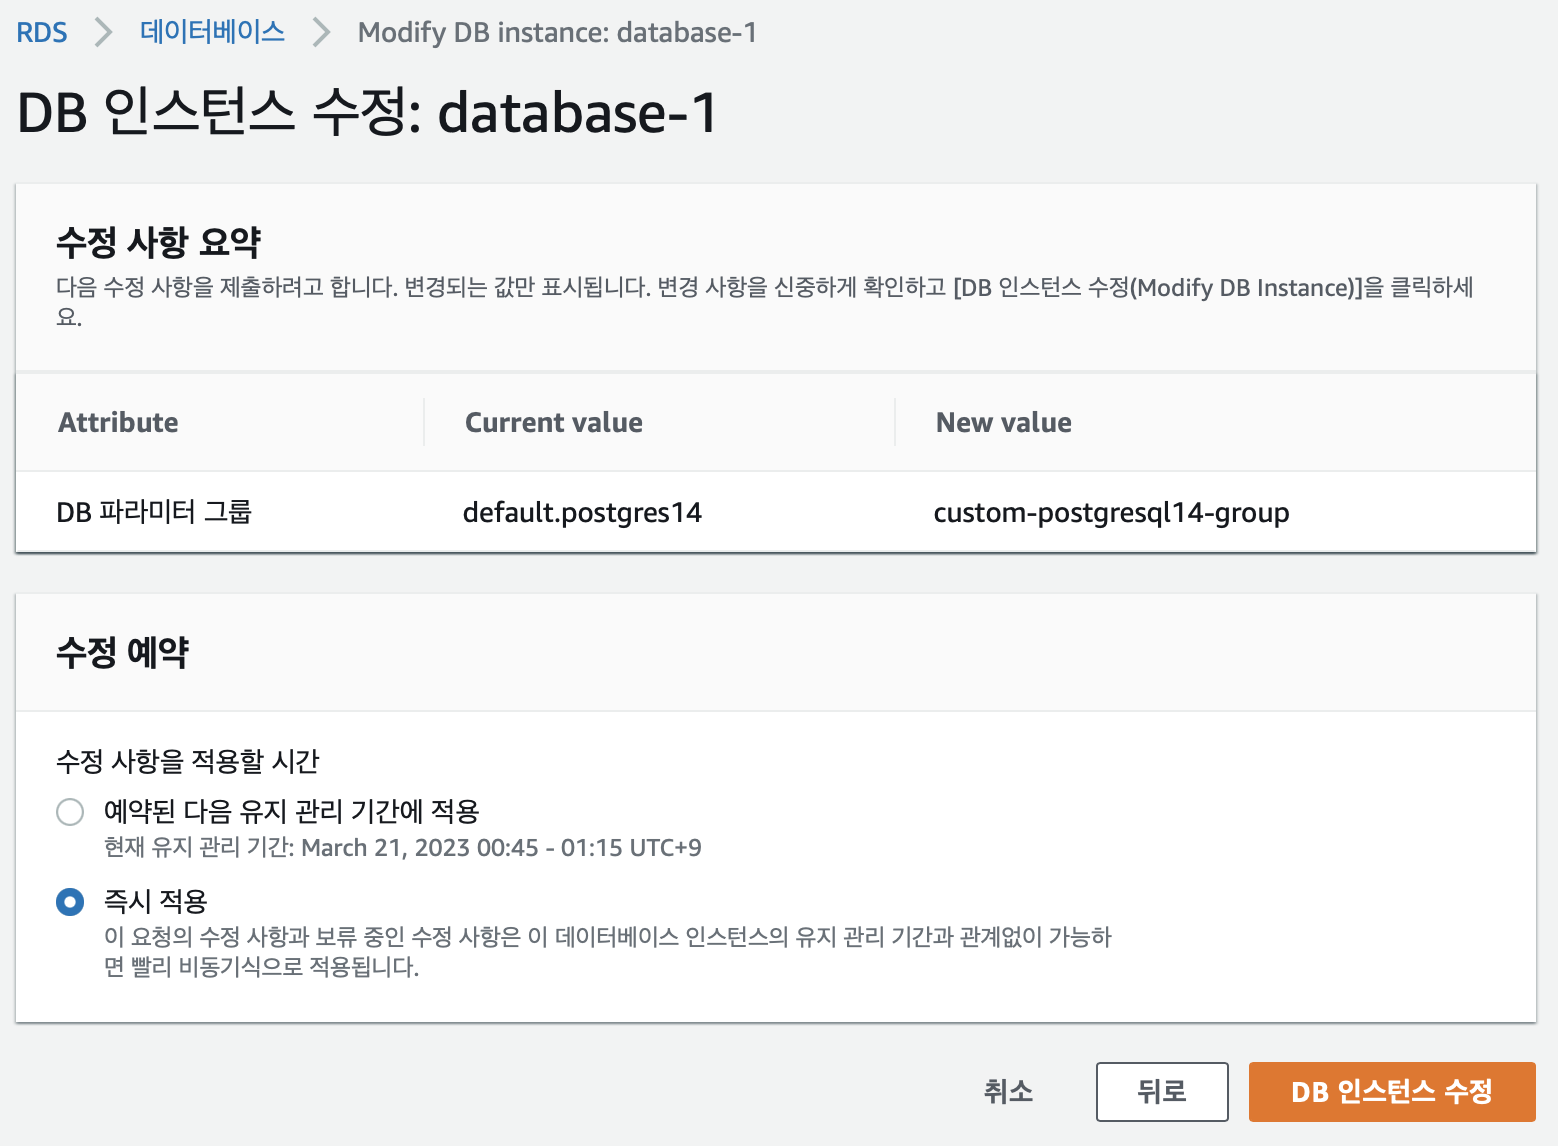 RDS > 데이터베이스 > Modify DB instance: database-1
DB 인스턴스 수정: database-1
수정 사항 요약
다음 수정 사항을 제출하려고 합니다. 변경되는 값만 표시됩니다. 변경 사항을 신중하게 확인하고 [DB 인스턴스 수정(Modify DB Instance)]을 클릭하세
요.
Attribute Current value New value
DB 파라미터 그룹 default.postgres14 custom-postgresql14-group
수정 예약
수정 사항을 적용할 시간
예약된 다음 유지 관리 기간에 적용
현재 유지 관리 기간: March 21, 2023 00:45 - 01:15 UTC+9
즉시 적용
이 요청의 수정 사항과 보류 중인 수정 사항은 이 데이터베이스 인스턴스의 유지 관리 기간과 관계없이 가능하
면 빨리 비동기식으로 적용됩니다.
취소 뒤로 DB 인스턴스 수정